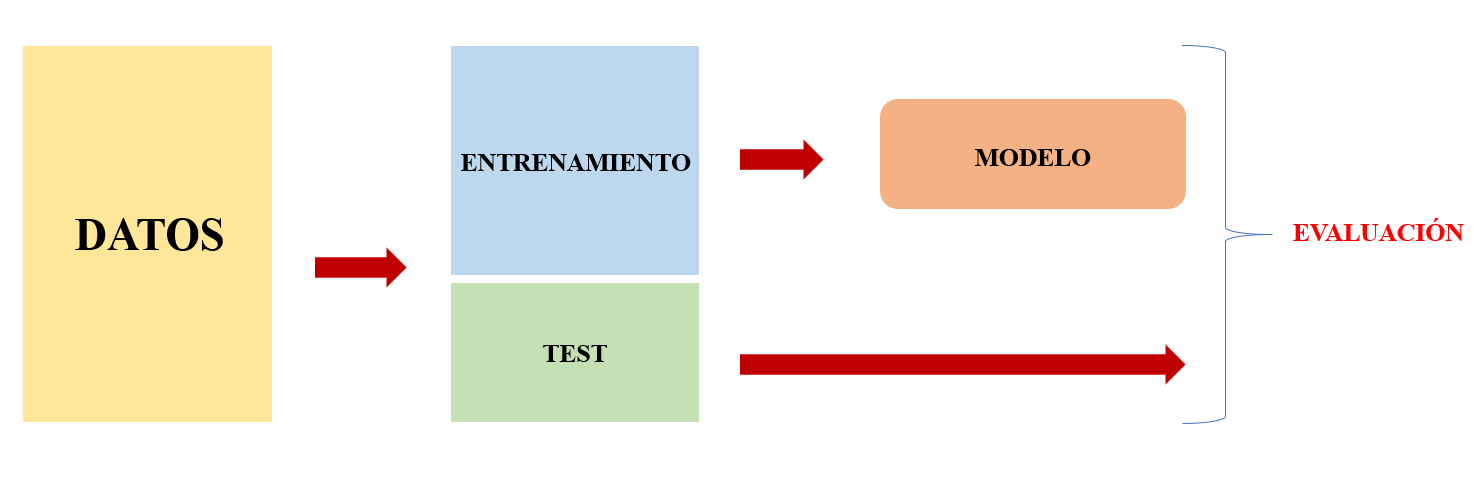 DATOS
ENTRENAMIENTO
TEST
MODELO
EVALUACIÓN